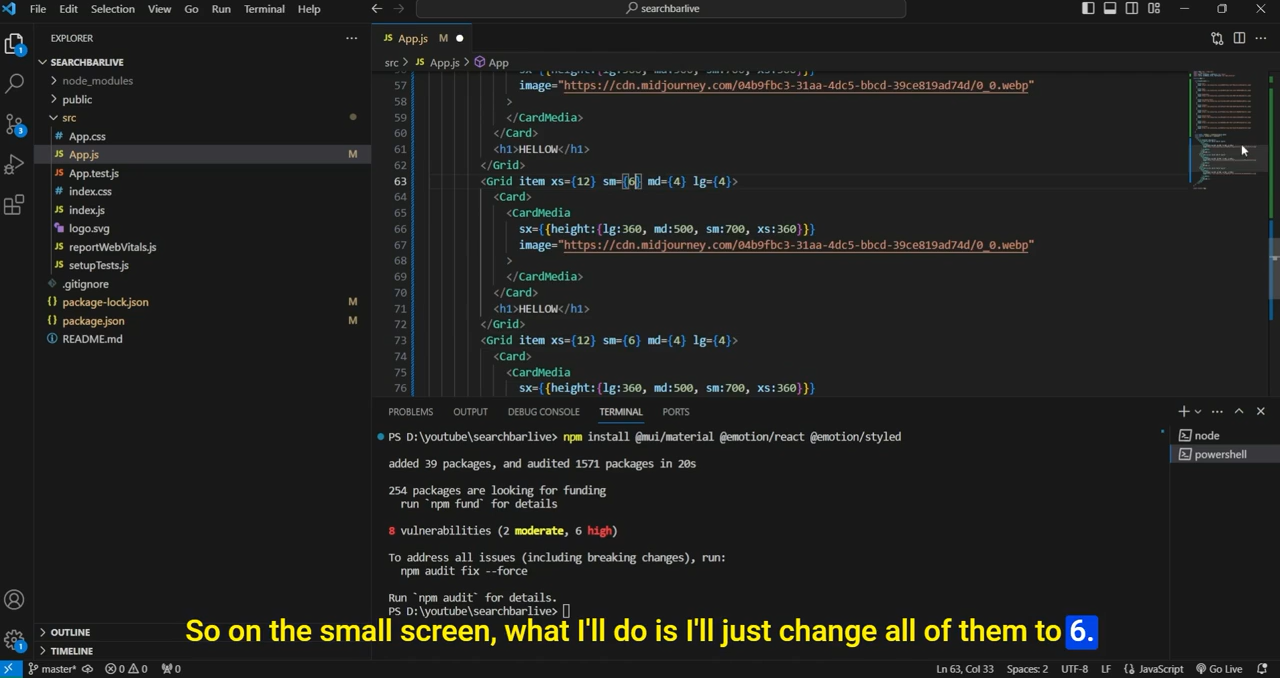 File Edit Selection View Go Run Terminal Help
searchbarlive
EXPLORER
SEARCHBARLIVE
node_modules
public
src
# App.css
JS App.js M
JS App.test.js
# index.css
JS index.js
logo.svg
JS reportWebVitals.js
JS setupTests.js
.gitignore
{} package-lock.json M
{} package.json M
README.md
OUTLINE
TIMELINE
1
3
1
JS App.js M
src > JS App.js > App
57 image="https://cdn.midjourney.com/04b9fbc3-31aa-4dc5-bbcd-39ce819ad74d/0_0.webp"
58 >
59 </CardMedia>
60 </Card>
61 <h1>HELLOW</h1>
62 </Grid>
63 <Grid item xs={12} sm={6} md={4} lg={4}>
64 <Card>
65 <CardMedia
66 sx={{height:{lg:360, md:500, sm:700, xs:360}}}
67 image="https://cdn.midjourney.com/04b9fbc3-31aa-4dc5-bbcd-39ce819ad74d/0_0.webp"
68 >
69 </CardMedia>
70 </Card>
71 <h1>HELLOW</h1>
72 </Grid>
73 <Grid item xs={12} sm={6} md={4} lg={4}>
74 <Card>
75 <CardMedia
76 sx={{height:{lg:360, md:500, sm:700, xs:360}}}
PROBLEMS OUTPUT DEBUG CONSOLE TERMINAL PORTS
PS D:\youtube\searchbarlive> npm install @mui/material @emotion/react @emotion/styled
added 39 packages, and audited 1571 packages in 20s
254 packages are looking for funding
run `npm fund` for details
8 vulnerabilities (2 moderate, 6 high)
To address all issues (including breaking changes), run:
npm audit fix --force
Run `npm audit` for details.
PS D:\youtube\searchbarlive>
node
powershell
So on the small screen, what I'll do is I'll just change all of them to 6.
master* 0 0 0 Ln 63, Col 33 Spaces: 2 UTF-8 LF {} JavaScript Go Live